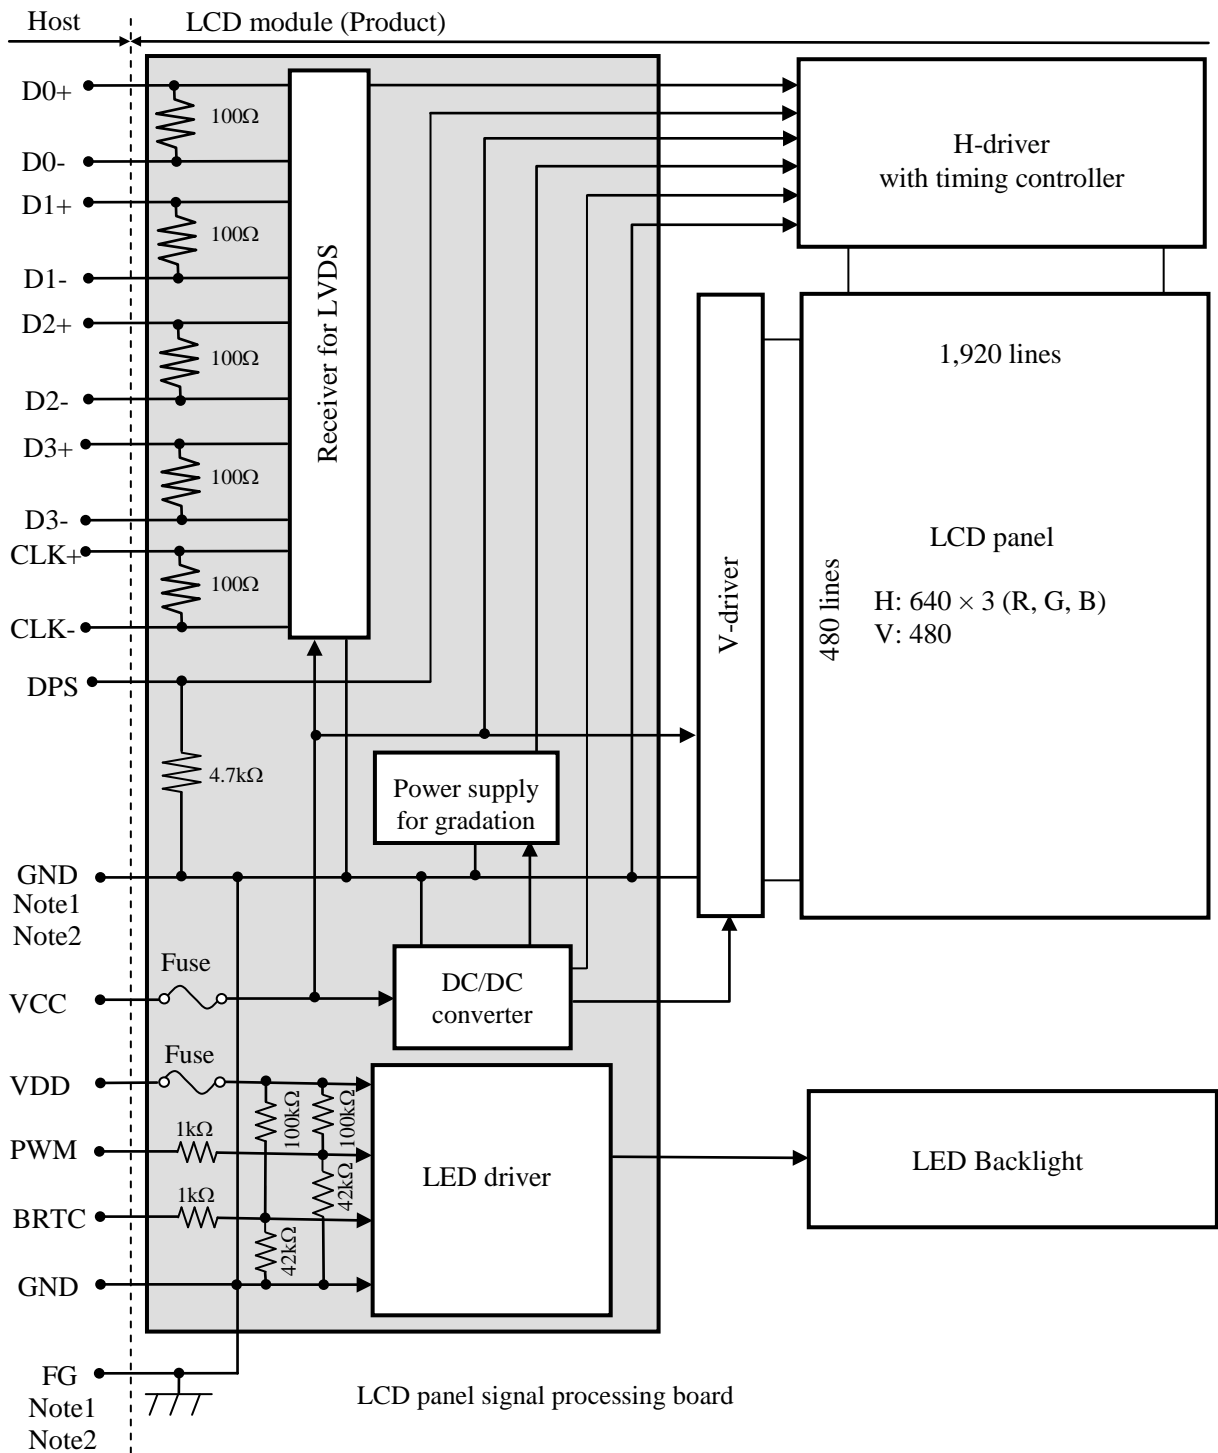 Host
LCD module (Product)
D0+
100Ω
D0-
D1+
100Ω
D1-
D2+
100Ω
D2-
D3+
100Ω
D3-
CLK+
100Ω
CLK-
DPS
4.7kΩ
GND
Note1
Note2
Fuse
VCC
Fuse
VDD
PWM
1kΩ
BRTC
1kΩ
GND
100kΩ
100kΩ
42kΩ
42kΩ
FG
Note1
Note2
Receiver for LVDS
Power supply
for gradation
DC/DC
converter
LED driver
LCD panel signal processing board
H-driver
with timing controller
V-driver
1,920 lines
480 lines
LCD panel
H: 640 × 3 (R, G, B)
V: 480
LED Backlight